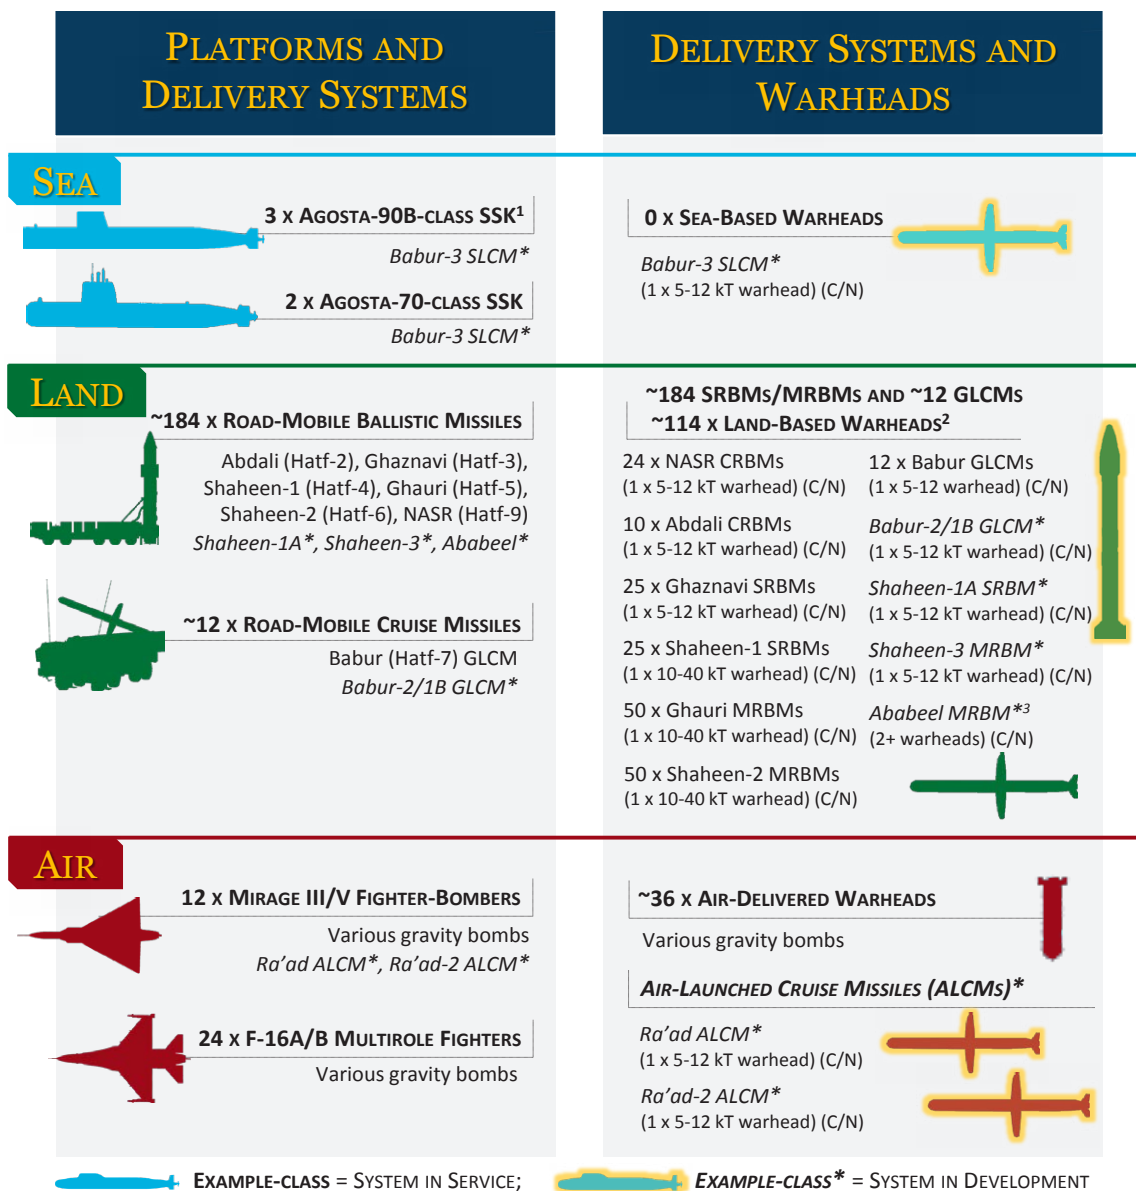 PLATFORMS AND
DELIVERY SYSTEMS
DELIVERY SYSTEMS AND
WARHEADS
SEA
3 X AGOSTA-90B-CLASS SSK¹
Babur-3 SLCM*
2 X AGOSTA-70-CLASS SSK
Babur-3 SLCM*
0 X SEA-BASED WARHEADS
Babur-3 SLCM*
(1 x 5-12 kT warhead) (C/N)
LAND
~184 X ROAD-MOBILE BALLISTIC MISSILES
Abdali (Hatf-2), Ghaznavi (Hatf-3),
Shaheen-1 (Hatf-4), Ghauri (Hatf-5),
Shaheen-2 (Hatf-6), NASR (Hatf-9)
Shaheen-1A*, Shaheen-3*, Ababeel*
~12 X ROAD-MOBILE CRUISE MISSILES
Babur (Hatf-7) GLCM
Babur-2/1B GLCM*
~184 SRBMS/MRBMS AND ~12 GLCMS
~114 X LAND-BASED WARHEADS²
24 x NASR CRBMs
(1 x 5-12 kT warhead) (C/N)
10 x Abdali CRBMs
(1 x 5-12 kT warhead) (C/N)
25 x Ghaznavi SRBMs
(1 x 5-12 kT warhead) (C/N)
25 x Shaheen-1 SRBMs
(1 x 10-40 kT warhead) (C/N)
50 x Ghauri MRBMs
(1 x 10-40 kT warhead) (C/N)
50 x Shaheen-2 MRBMs
(1 x 10-40 kT warhead) (C/N)
12 x Babur GLCMs
(1 x 5-12 warhead) (C/N)
Babur-2/1B GLCM*
(1 x 5-12 kT warhead) (C/N)
Shaheen-1A SRBM*
(1 x 5-12 kT warhead) (C/N)
Shaheen-3 MRBM*
(1 x 5-12 kT warhead) (C/N)
Ababeel MRBM*³
(2+ warheads) (C/N)
AIR
12 X MIRAGE III/V FIGHTER-BOMBERS
Various gravity bombs
Ra'ad ALCM*, Ra'ad-2 ALCM*
24 X F-16A/B MULTIROLE FIGHTERS
Various gravity bombs
~36 X AIR-DELIVERED WARHEADS
Various gravity bombs
AIR-LAUNCHED CRUISE MISSILES (ALCMS)*
Ra'ad ALCM*
(1 x 5-12 kT warhead) (C/N)
Ra'ad-2 ALCM*
(1 x 5-12 kT warhead) (C/N)
EXAMPLE-CLASS = SYSTEM IN SERVICE; EXAMPLE-CLASS* = SYSTEM IN DEVELOPMENT